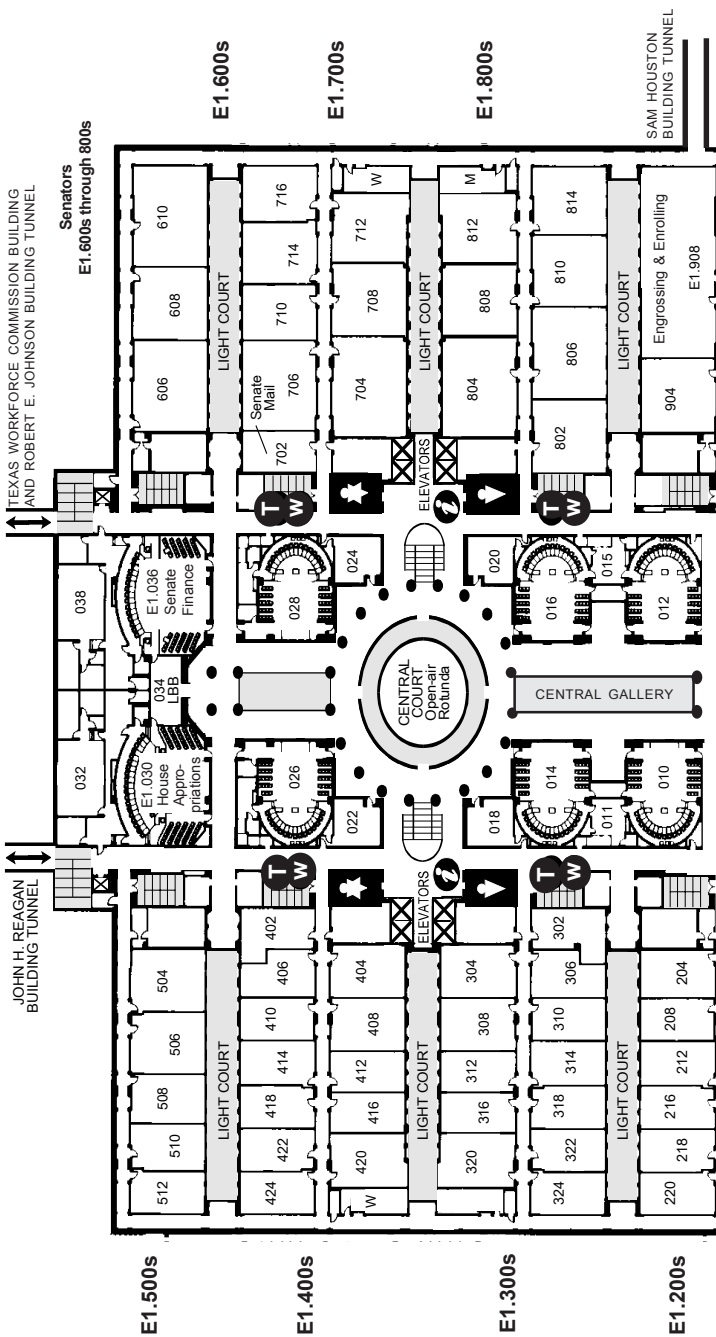 TEXAS WORKFORCE COMMISSION BUILDING
AND ROBERT E. JOHNSON BUILDING TUNNEL
JOHN H. REAGAN
BUILDING TUNNEL
SAM HOUSTON
BUILDING TUNNEL
Senators
E1.600s through 800s
E1.600s
E1.700s
E1.800s
E1.500s
E1.400s
E1.300s
E1.200s
610
608
606
LIGHT COURT
716
714
710
706
Senate
Mail
702
W
712
708
704
LIGHT COURT
ELEVATORS
M
812
808
804
814
810
806
802
LIGHT COURT
Engrossing & Enrolling
E1.908
904
T
W
i
T
W
038
E1.036
Senate
Finance
034
LBB
032
E1.030
House
Appro-
priations
028
024
020
016
015
012
CENTRAL
COURT
Open-air
Rotunda
CENTRAL GALLERY
026
022
018
014
011
010
T
W
i
T
W
504
506
508
510
512
LIGHT COURT
402
406
410
414
418
422
424
404
408
412
416
420
W
ELEVATORS
LIGHT COURT
304
308
312
316
320
302
306
310
314
318
322
324
LIGHT COURT
204
208
212
216
218
220